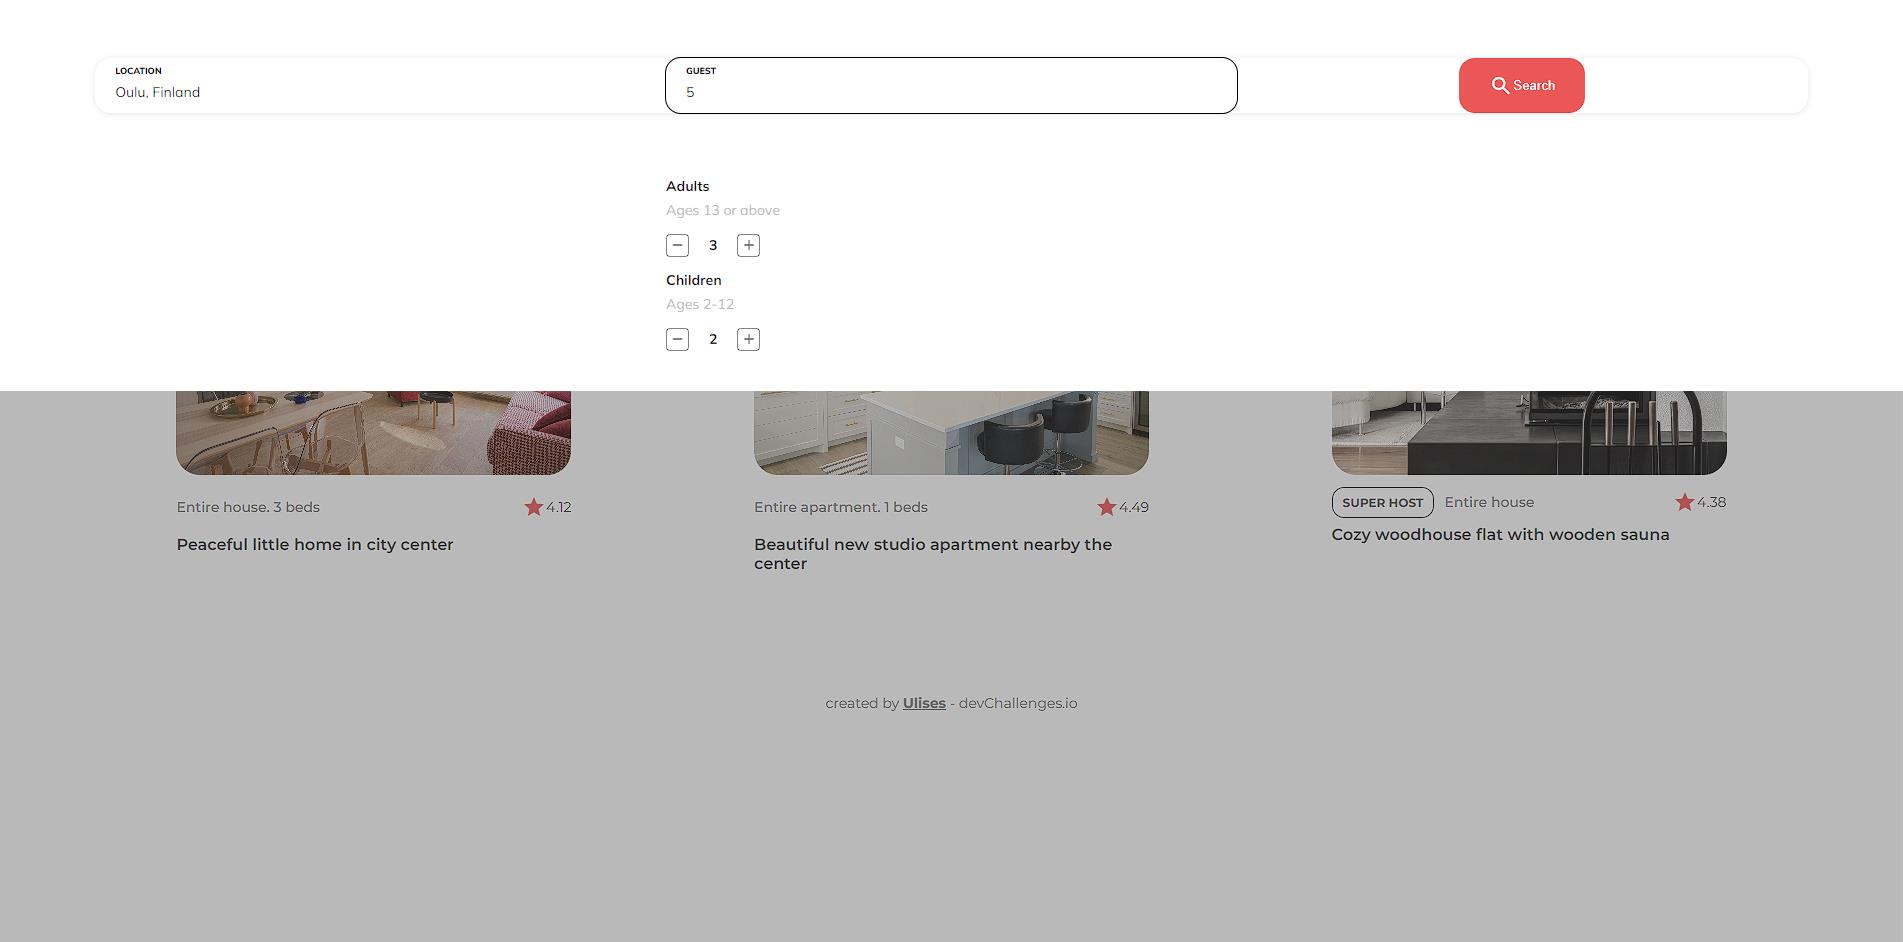 LOCATION
Oulu, Finland
GUEST
5
Search
Adults
Ages 13 or above
3
Children
Ages 2-12
2
Entire house. 3 beds
4.12
Peaceful little home in city center
Entire apartment. 1 beds
4.49
Beautiful new studio apartment nearby the
center
SUPER HOST
Entire house
4.38
Cozy woodhouse flat with wooden sauna
created by Ulises - devChallenges.io